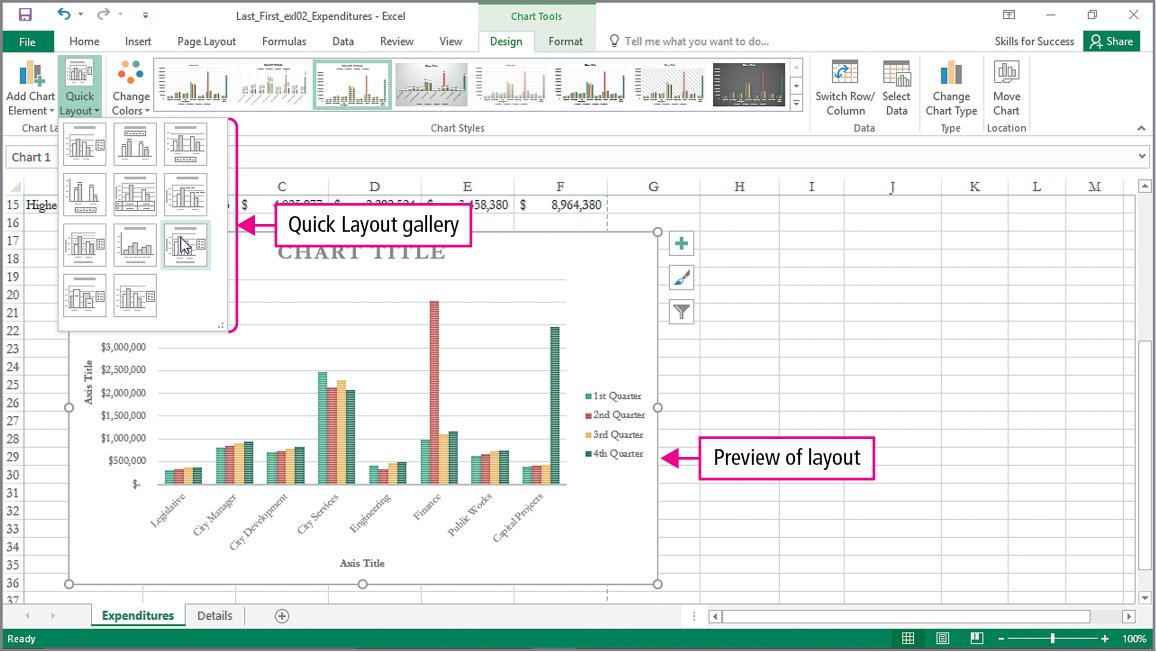 Last_First_exl02_Expenditures - Excel
Chart Tools
File Home Insert Page Layout Formulas Data Review View Design Format Tell me what you want to do... Skills for Success Share
Add Chart Quick Change Switch Row/ Select Change Move
Element Layout Colors Column Data Chart Type Chart
Chart La Chart Styles Data Type Location
Chart 1
C D E F G H I J K L M
15 Highe $ $ 8,964,380
16
Quick Layout gallery
17
18 CHART TITLE
19
20
21
22
23 $3,000,000
24 $2,500,000
25 Axis Title
$2,000,000
26 $1,500,000 1st Quarter
27 2nd Quarter
28 $1,000,000 3rd Quarter
29 $500,000 4th Quarter
Preview of layout
30 $-
31 Legislative City Manager City Development City Services Engineering Finance Public Works Capital Projects
32
33
34
35 Axis Title
36
37
Expenditures Details
Ready 100%